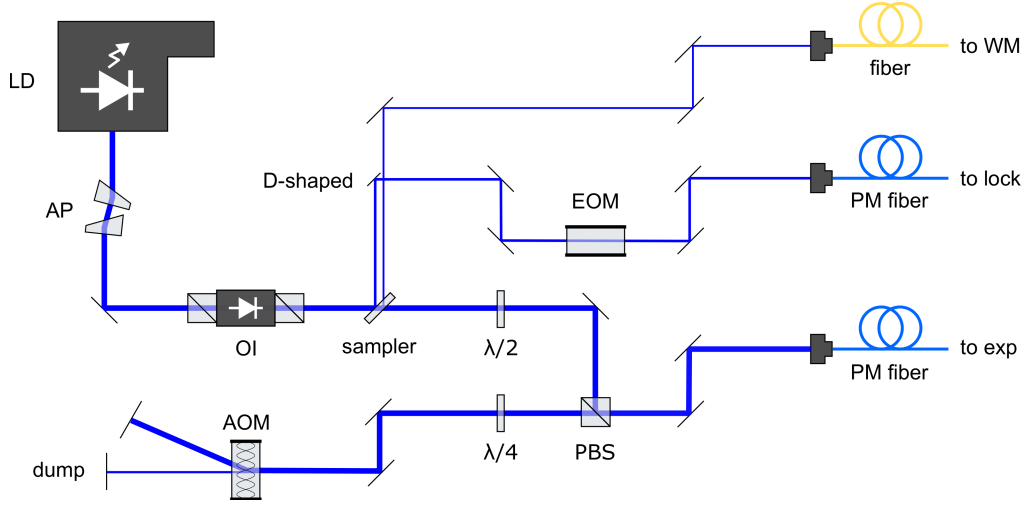 LD
to WM
fiber
D-shaped
to lock
PM fiber
EOM
AP
OI
sampler
λ/2
to exp
PM fiber
AOM
λ/4
PBS
dump